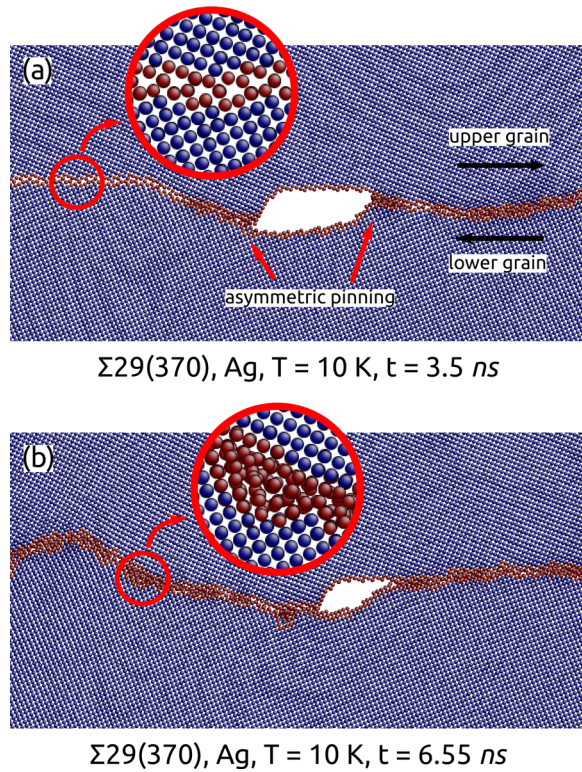 (a)
upper grain
lower grain
asymmetric pinning
Σ29(370), Ag, T = 10 K, t = 3.5 ns
(b)
Σ29(370), Ag, T = 10 K, t = 6.55 ns